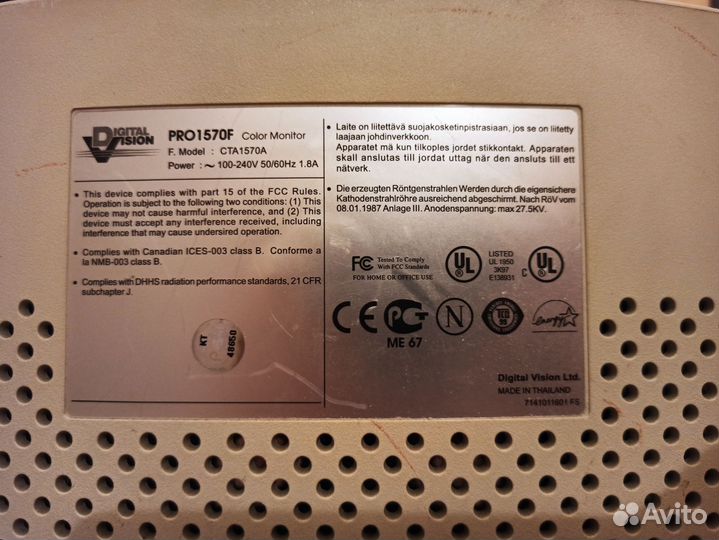 DIGITAL
VISION
PRO1570F Color Monitor
F. Model : CTA1570A
Power : ~ 100-240V 50/60Hz 1.8A
• This device complies with part 15 of the FCC Rules.
Operation is subject to the following two conditions: (1) This
device may not cause harmful interference, and (2) This
device must accept any interference received, including
interference that may cause undersired operation.
• Complies with Canadian ICES-003 class B. Conforme a
la NMB-003 class B.
• Complies with DHHS radiation performance standards, 21 CFR
subchapter J.
KT
48650
• Laite on liitettävä suojakosketinpistrasiaan, jos se on liitetty
laajaan johdinverkkoon.
Apparatet må kun tilkoples jordet stikkontakt. Apparaten
skall anslutas till jordat uttag när den ansluts till ett
nätverk.
• Die erzeugten Röntgenstrahlen Werden durch die eigensichere
Kathodenstrahlröhre ausreichend abgeschirmt. Nach RöV vom
08.01.1987 Anlage III. Anodenspannung: max 27.5KV.
FC Tested To Comply
With FCC Standards
FOR HOME OR OFFICE USE
UL
LISTED
UL 1950
3K97
E138931
C UL
CE
N
TCO
95
energy
ME 67
Digital Vision Ltd.
MADE IN THAILAND
7141011601 FS
Avito